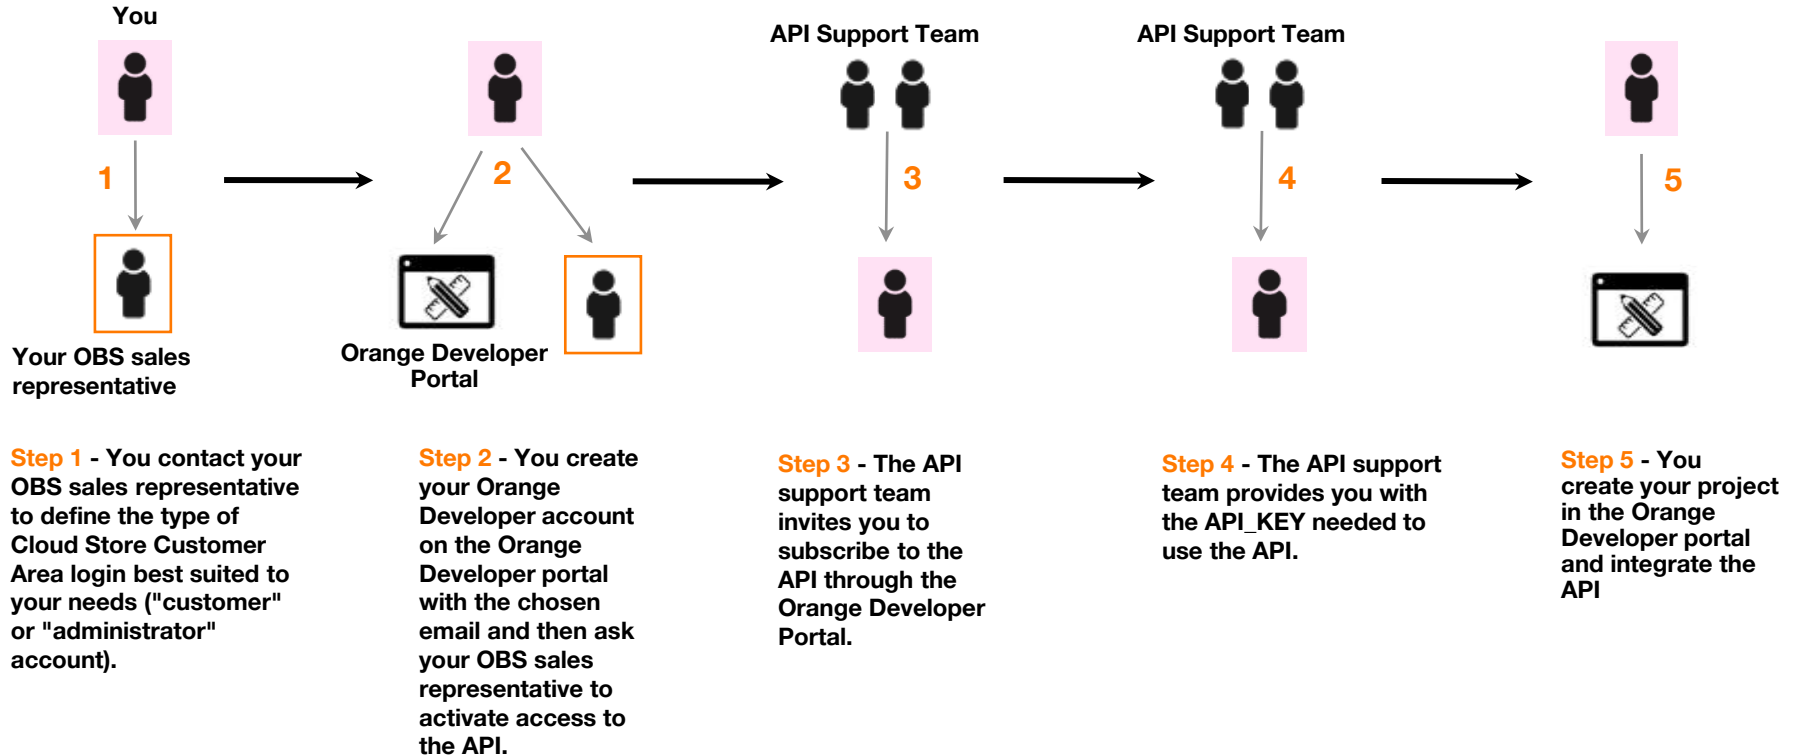 You
API Support Team
API Support Team
1
2
3
4
5
Your OBS sales
representative
Orange Developer
Portal
Step 1 - You contact your
OBS sales representative
to define the type of
Cloud Store Customer
Area login best suited to
your needs ("customer"
or "administrator"
account).
Step 2 - You create
your Orange
Developer account
on the Orange
Developer portal
with the chosen
email and then ask
your OBS sales
representative to
activate access to
the API.
Step 3 - The API
support team
invites you to
subscribe to the
API through the
Orange Developer
Portal.
Step 4 - The API support
team provides you with
the API_KEY needed to
use the API.
Step 5 - You
create your project
in the Orange
Developer portal
and integrate the
API